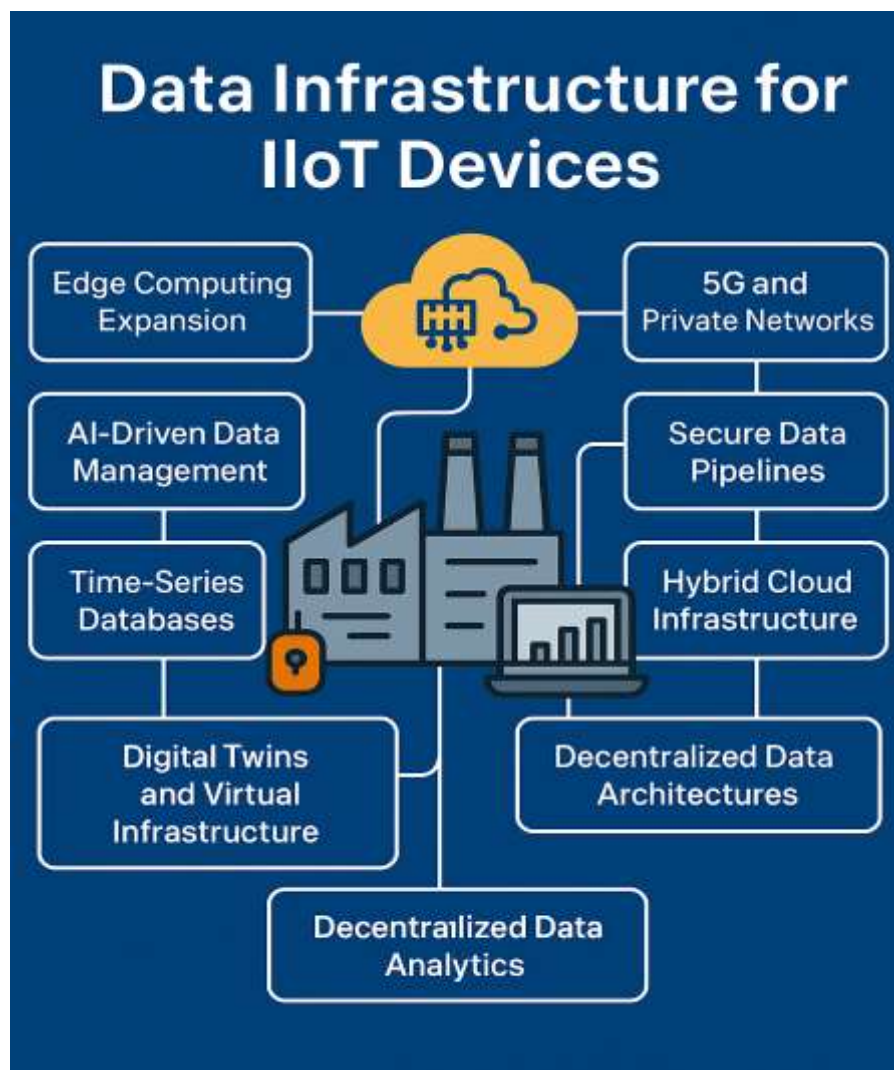 Data Infrastructure for
IIoT Devices
Edge Computing
Expansion
5G and
Private Networks
AI-Driven Data
Management
Secure Data
Pipelines
Time-Series
Databases
Hybrid Cloud
Infrastructure
Digital Twins
and Virtual
Infrastructure
Decentralized Data
Architectures
Decentraılized Data
Analytics